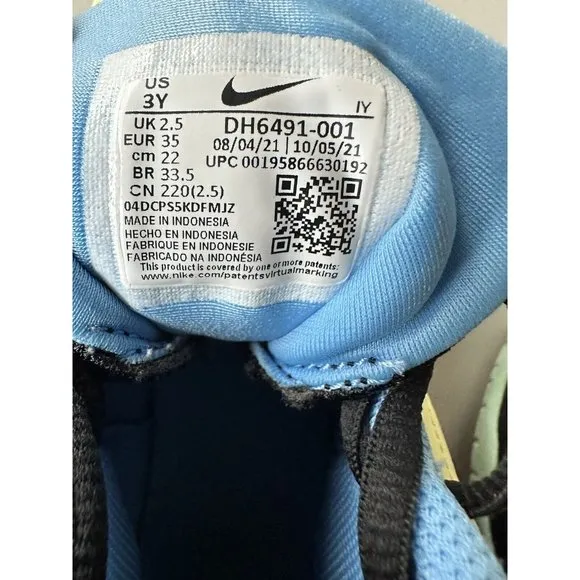 US
3Y
IY
UK 2.5
EUR 35
cm 22
BR 33.5
CN 220(2.5)
DH6491-001
08/04/21 | 10/05/21
UPC 00195866630192
04DCPS5KDFMJZ
MADE IN INDONESIA
HECHO EN INDONESIA
FABRIQUE EN INDONESIE
FABRICADO NA INDONÉSIA
This product is covered by one or more patents:
www.nike.com/patentsvirtualmarking